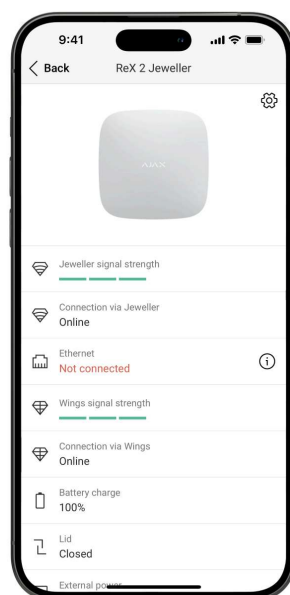 9:41
Back
ReX 2 Jeweller
AJAX
Jeweller signal strength
Connection via Jeweller
Online
Ethernet
Not connected
Wings signal strength
Connection via Wings
Online
Battery charge
100%
Lid
Closed
External power